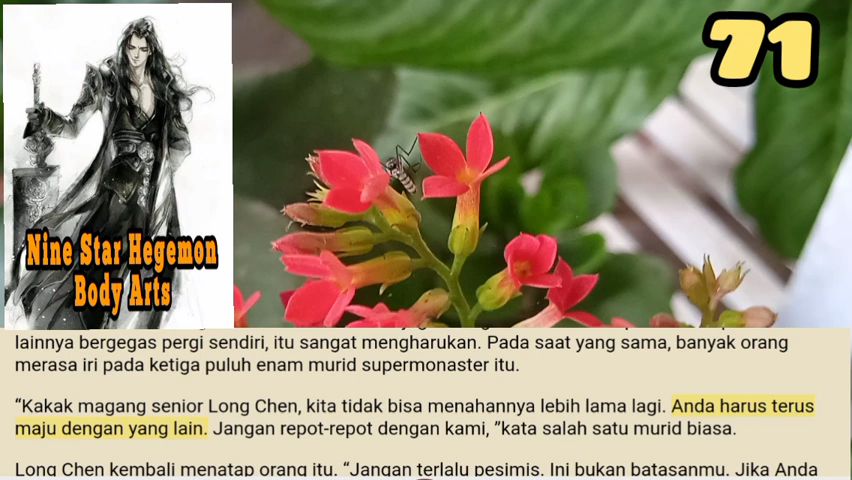 71
Nine Star Hegemon
Body Arts
lainnya bergegas pergi sendiri, itu sangat mengharukan. Pada saat yang sama, banyak orang
merasa iri pada ketiga puluh enam murid supermonaster itu.
“Kakak magang senior Long Chen, kita tidak bisa menahannya lebih lama lagi. Anda harus terus
maju dengan yang lain. Jangan repot-repot dengan kami, ”kata salah satu murid biasa.
Long Chen kembali menatap orang itu. “Jangan terlalu pesimis. Ini bukan batasanmu. Jika Anda